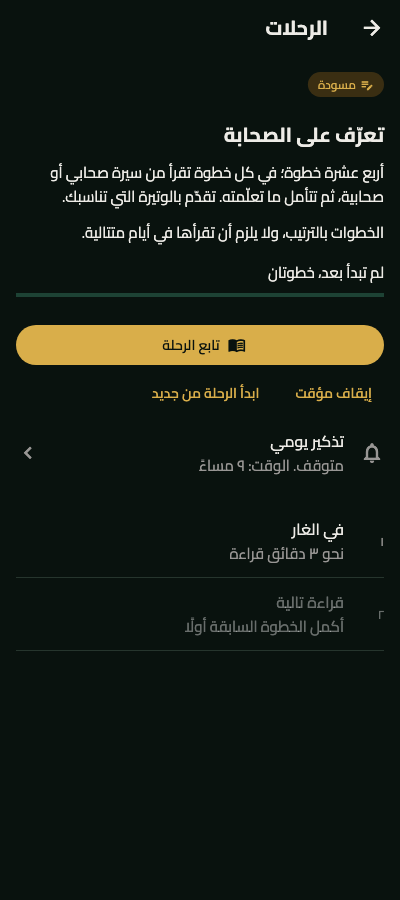 الرحلات
مسودة
تعرّف على الصحابة
أربع عشرة خطوة؛ في كل خطوة تقرأ من سيرة صحابي أو
صحابية، ثم تتأمل ما تعلّمته. تقدّم بالوتيرة التي تناسبك.
الخطوات بالترتيب، ولا يلزم أن تقرأها في أيام متتالية.
لم تبدأ بعد، خطوتان
تابع الرحلة
إيقاف مؤقت
ابدأ الرحلة من جديد
تذكير يومي
متوقف. الوقت: ٩ مساءً
١
في الغار
نحو ٣ دقائق قراءة
٢
قراءة تالية
أكمل الخطوة السابقة أولًا